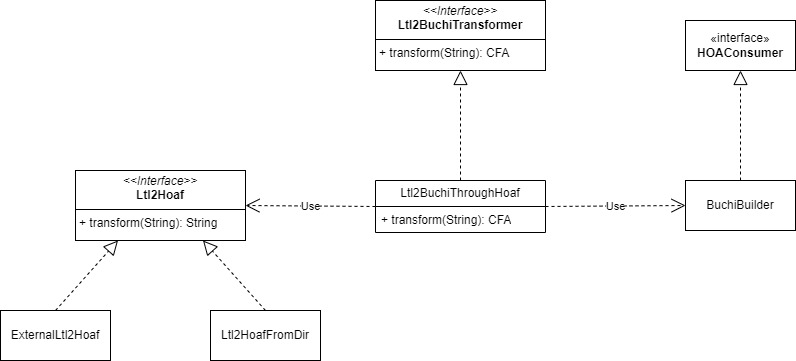 <<Interface>>
Ltl2BuchiTransformer
+ transform(String): CFA
«interface»
HOAConsumer
<<Interface>>
Ltl2Hoaf
+ transform(String): String
Use
Ltl2BuchiThroughHoaf
+ transform(String): CFA
Use
BuchiBuilder
ExternalLtl2Hoaf
Ltl2HoafFromDir